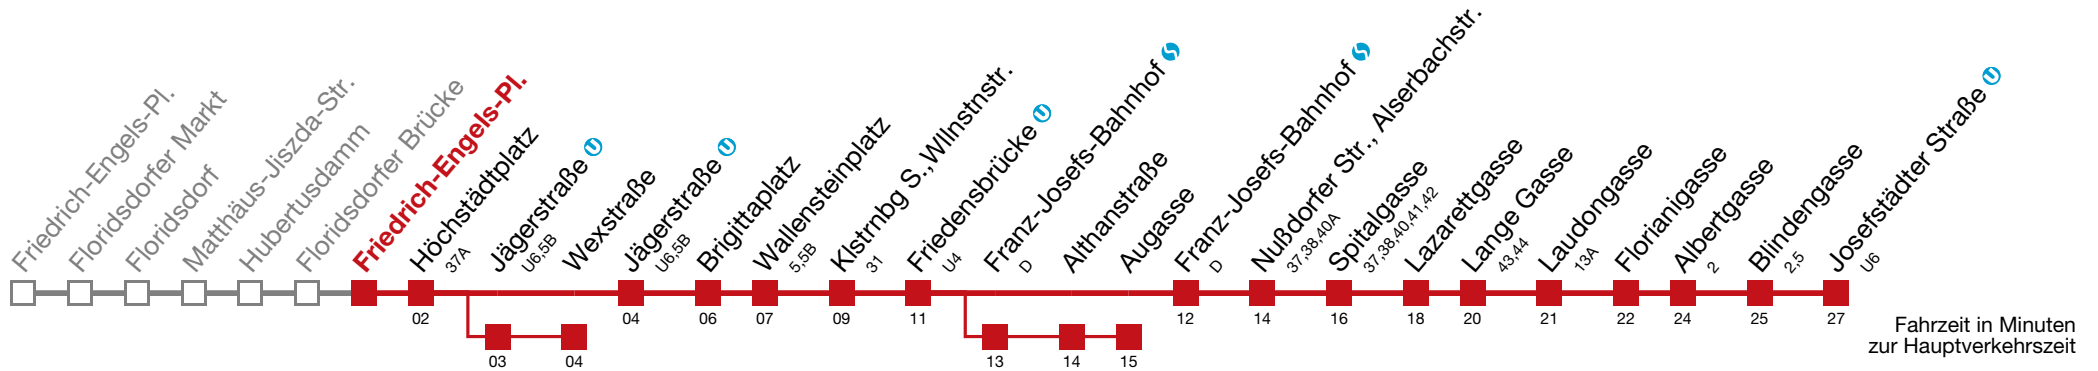 Friedrich-Engels-Pl.
Floridsdorfer Markt
Floridsdorf
Matthäus-Jiszda-Str.
Hubertusdamm
Floridsdorfer Brücke
Friedrich-Engels-Pl.
Höchstädtplatz
37A
Jägerstraße U
U6,5B
Wexstraße
Jägerstraße U
U6,5B
Brigittaplatz
Wallensteinplatz
5,5B
Klstrnbg S., Wllnstnstr.
31
Friedensbrücke U
U4
Franz-Josefs-Bahnhof S
D
Althanstraße
Augasse
Franz-Josefs-Bahnhof S
D
Nußdorfer Str., Alserbachstr.
37,38,40A
Spitalgasse
37,38,40,41,42
Lazarettgasse
Lange Gasse
43,44
Laudongasse
13A
Florianigasse
Albertgasse
2
Blindengasse
2,5
Josefstädter Straße U
U6
02 04 06 07 09 11 12 14 16 18 20 21 22 24 25 27
03 04 13 14 15
Fahrzeit in Minuten
zur Hauptverkehrszeit